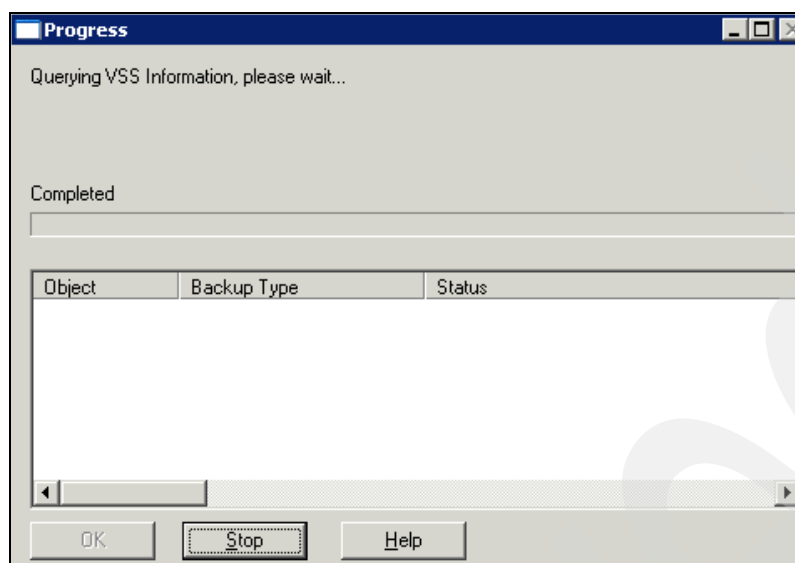 Progress
Querying VSS Information, please wait...
Completed
Object Backup Type Status
OK Stop Help